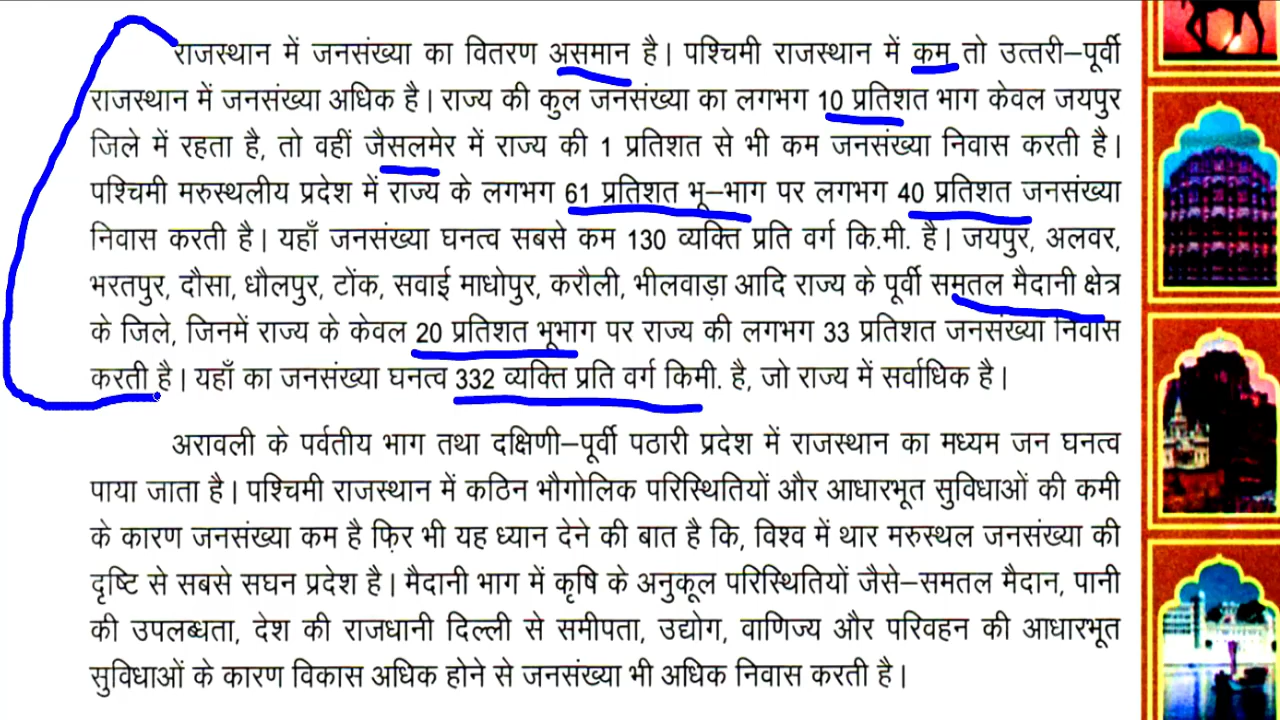 राजस्थान में जनसंख्या का वितरण असमान है। पश्चिमी राजस्थान में कम तो उत्तरी–पूर्वी
राजस्थान में जनसंख्या अधिक है। राज्य की कुल जनसंख्या का लगभग 10 प्रतिशत भाग केवल जयपुर
जिले में रहता है, तो वहीं जैसलमेर में राज्य की 1 प्रतिशत से भी कम जनसंख्या निवास करती है।
पश्चिमी मरुस्थलीय प्रदेश में राज्य के लगभग 61 प्रतिशत भू–भाग पर लगभग 40 प्रतिशत जनसंख्या
निवास करती है। यहाँ जनसंख्या घनत्व सबसे कम 130 व्यक्ति प्रति वर्ग कि.मी. है। जयपुर, अलवर,
भरतपुर, दौसा, धौलपुर, टोंक, सवाई माधोपुर, करौली, भीलवाड़ा आदि राज्य के पूर्वी समतल मैदानी क्षेत्र
के जिले, जिनमें राज्य के केवल 20 प्रतिशत भूभाग पर राज्य की लगभग 33 प्रतिशत जनसंख्या निवास
करती है। यहाँ का जनसंख्या घनत्व 332 व्यक्ति प्रति वर्ग किमी. है, जो राज्य में सर्वाधिक है।
अरावली के पर्वतीय भाग तथा दक्षिणी–पूर्वी पठारी प्रदेश में राजस्थान का मध्यम जन घनत्व
पाया जाता है। पश्चिमी राजस्थान में कठिन भौगोलिक परिस्थितियों और आधारभूत सुविधाओं की कमी
के कारण जनसंख्या कम है फ़िर भी यह ध्यान देने की बात है कि, विश्व में थार मरुस्थल जनसंख्या की
दृष्टि से सबसे सघन प्रदेश है। मैदानी भाग में कृषि के अनुकूल परिस्थितियों जैसे–समतल मैदान, पानी
की उपलब्धता, देश की राजधानी दिल्ली से समीपता, उद्योग, वाणिज्य और परिवहन की आधारभूत
सुविधाओं के कारण विकास अधिक होने से जनसंख्या भी अधिक निवास करती है।